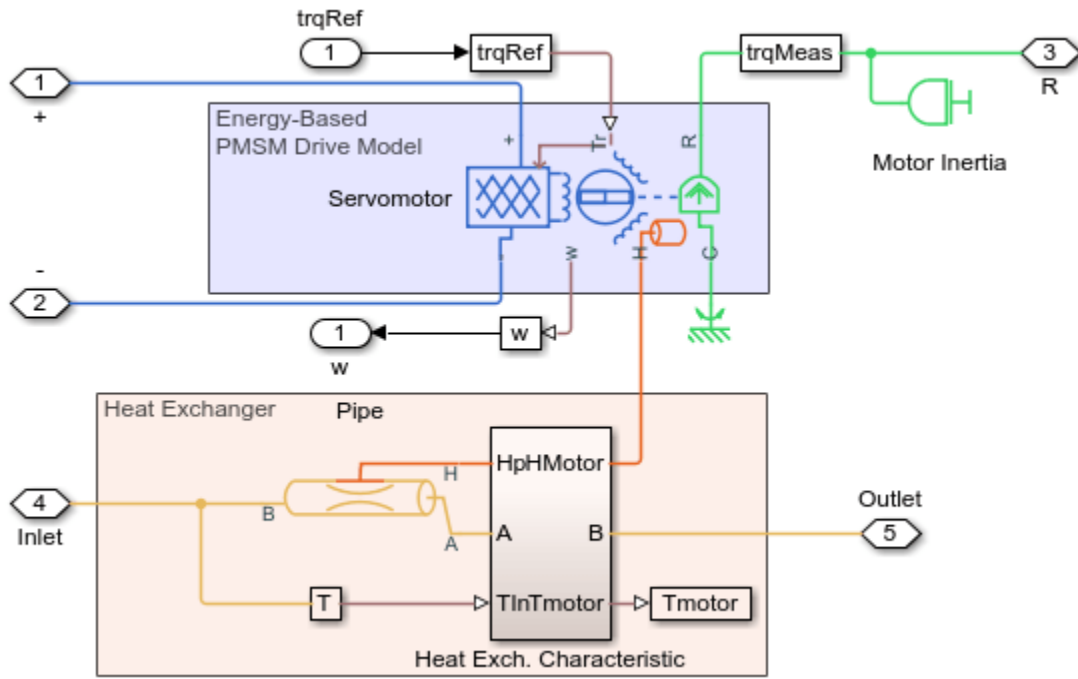 trqRef
1
trqRef
trqMeas
3
R
1
+
Energy-Based
PMSM Drive Model
+
Tr
R
Motor Inertia
Servomotor
-
w
H
C
-
2
1
w
w
Heat Exchanger
Pipe
HpHMotor
H
4
Inlet
B
A
A
B
Outlet
5
T
TInTmotor
Tmotor
Heat Exch. Characteristic